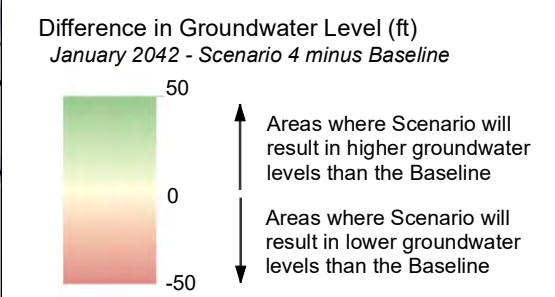 Difference in Groundwater Level (ft)
January 2042 - Scenario 4 minus Baseline
50
Areas where Scenario will
result in higher groundwater
levels than the Baseline
0
Areas where Scenario will
result in lower groundwater
levels than the Baseline
-50